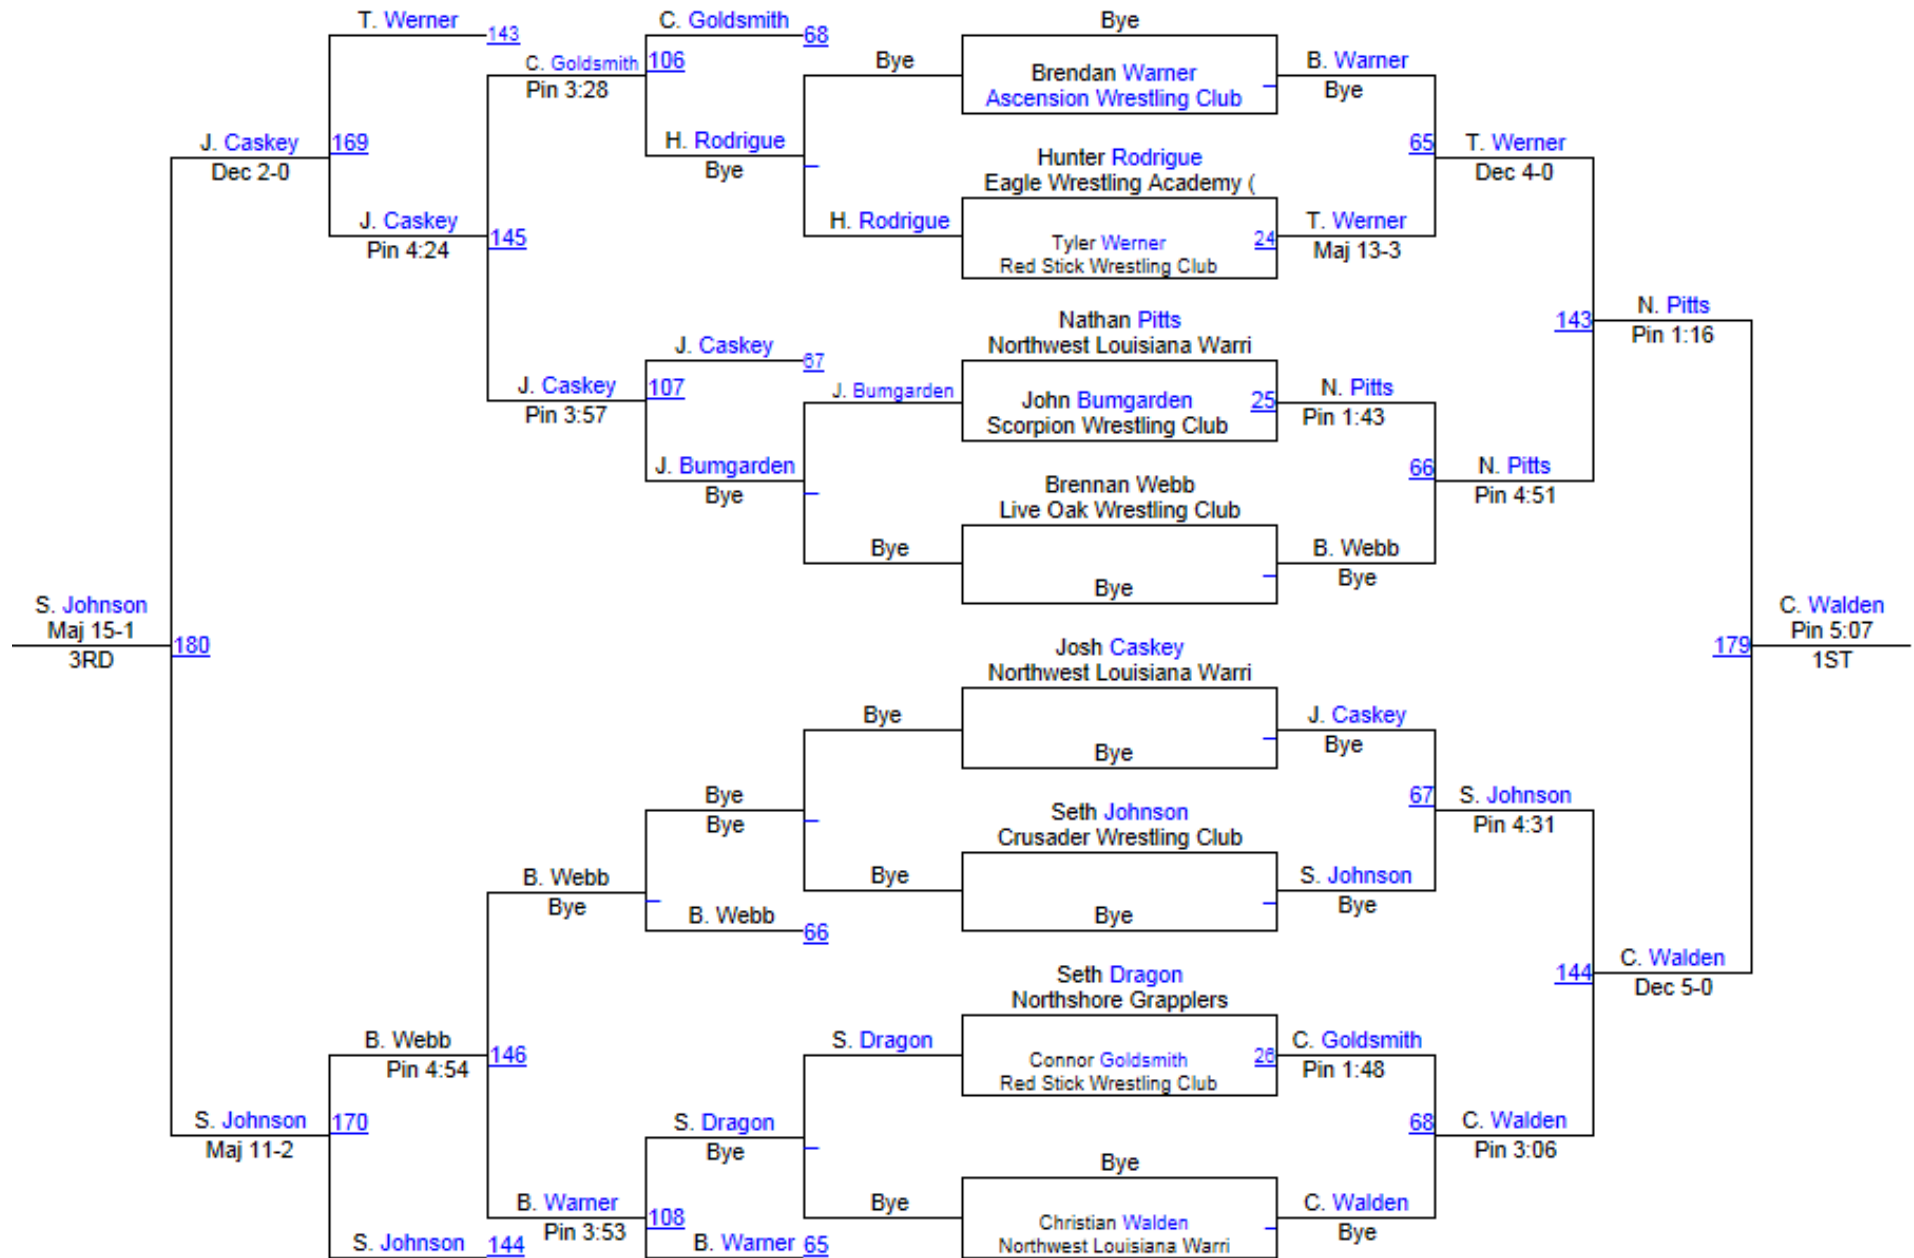 T. Werner
143
C. Goldsmith
68
Bye
C. Goldsmith
106
Pin 3:28
Bye
Brendan Warner
Ascension Wrestling Club
B. Warner
Bye
J. Caskey
169
Dec 2-0
H. Rodrigue
Bye
Hunter Rodrigue
Eagle Wrestling Academy (
65
T. Werner
Dec 4-0
J. Caskey
145
Pin 4:24
H. Rodrigue
Tyler Werner
24
Red Stick Wrestling Club
T. Werner
Maj 13-3
Nathan Pitts
Northwest Louisiana Warri
143
N. Pitts
Pin 1:16
J. Caskey
67
J. Caskey
107
Pin 3:57
J. Bumgarden
John Bumgarden
25
Scorpion Wrestling Club
N. Pitts
Pin 1:43
J. Bumgarden
Bye
Brennan Webb
Live Oak Wrestling Club
66
N. Pitts
Pin 4:51
Bye
Bye
B. Webb
Bye
S. Johnson
Maj 15-1
180
3RD
C. Walden
Pin 5:07
179
1ST
Josh Caskey
Northwest Louisiana Warri
Bye
Bye
J. Caskey
Bye
Bye
Bye
Seth Johnson
Crusader Wrestling Club
67
S. Johnson
Pin 4:31
B. Webb
Bye
Bye
Bye
S. Johnson
Bye
B. Webb
66
Seth Dragon
Northshore Grapplers
144
C. Walden
Dec 5-0
B. Webb
146
Pin 4:54
S. Dragon
Connor Goldsmith
26
Red Stick Wrestling Club
C. Goldsmith
Pin 1:48
S. Johnson
170
Maj 11-2
S. Dragon
Bye
68
C. Walden
Pin 3:06
Bye
B. Warner
108
Pin 3:53
Bye
Christian Walden
Northwest Louisiana Warri
C. Walden
Bye
S. Johnson
144
B. Warner
65